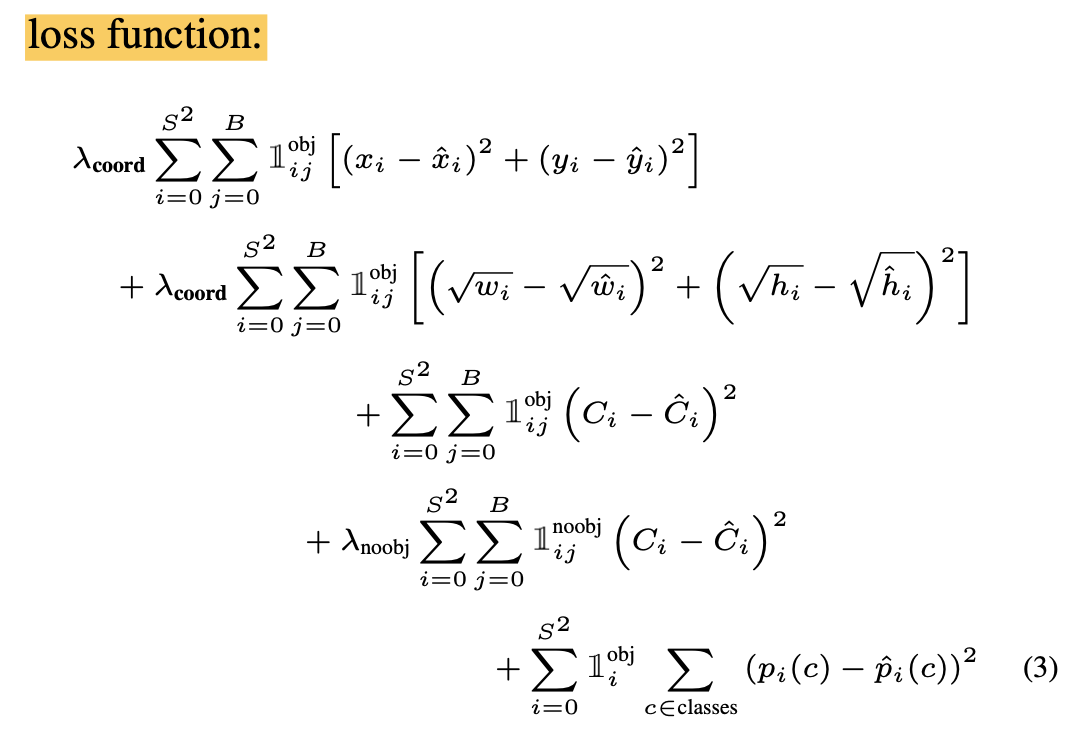 loss function:
$$\lambda_{\textbf{coord}} \sum_{i=0}^{S^2} \sum_{j=0}^{B} \mathbb{1}_{ij}^{\text{obj}} \left[ (x_i - \hat{x}_i)^2 + (y_i - \hat{y}_i)^2 \right]$$
$$+ \lambda_{\textbf{coord}} \sum_{i=0}^{S^2} \sum_{j=0}^{B} \mathbb{1}_{ij}^{\text{obj}} \left[ \left( \sqrt{w_i} - \sqrt{\hat{w}_i} \right)^2 + \left( \sqrt{h_i} - \sqrt{\hat{h}_i} \right)^2 \right]$$
$$+ \sum_{i=0}^{S^2} \sum_{j=0}^{B} \mathbb{1}_{ij}^{\text{obj}} \left( C_i - \hat{C}_i \right)^2$$
$$+ \lambda_{\text{noobj}} \sum_{i=0}^{S^2} \sum_{j=0}^{B} \mathbb{1}_{ij}^{\text{noobj}} \left( C_i - \hat{C}_i \right)^2$$
$$+ \sum_{i=0}^{S^2} \mathbb{1}_{i}^{\text{obj}} \sum_{c \in \text{classes}} (p_i(c) - \hat{p}_i(c))^2 \quad (3)$$